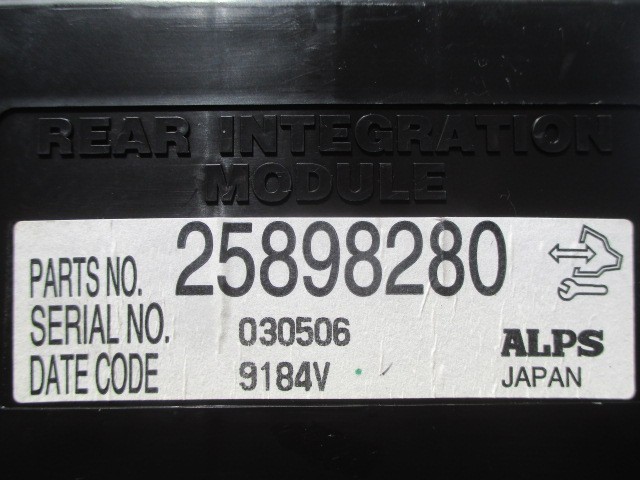 REAR INTEGRATION
MODULE
PARTS NO. 25898280
SERIAL NO. 030506
DATE CODE 9184V
ALPS
JAPAN